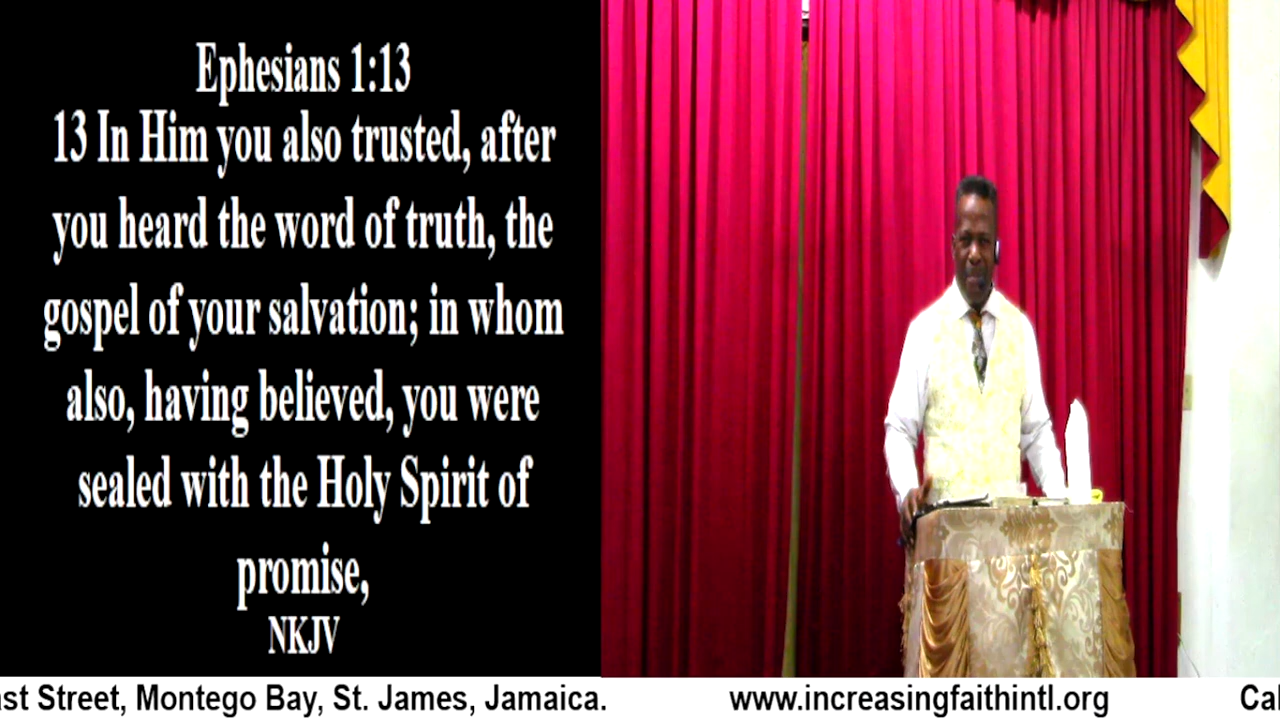 Ephesians 1:13
13 In Him you also trusted, after
you heard the word of truth, the
gospel of your salvation; in whom
also, having believed, you were
sealed with the Holy Spirit of
promise,
NKJV
Street, Montego Bay, St. James, Jamaica. www.increasingfaithintl.org